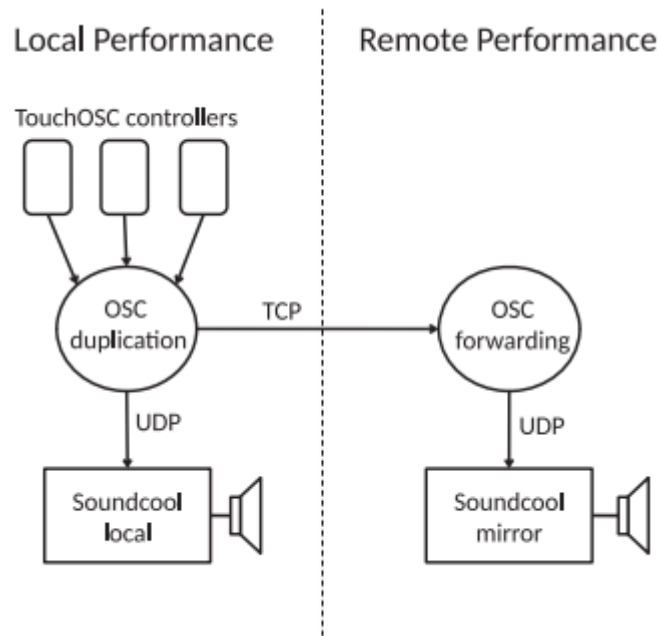 Local Performance
Remote Performance
TouchOSC controllers
OSC
duplication
TCP
OSC
forwarding
UDP
UDP
Soundcool
local
Soundcool
mirror